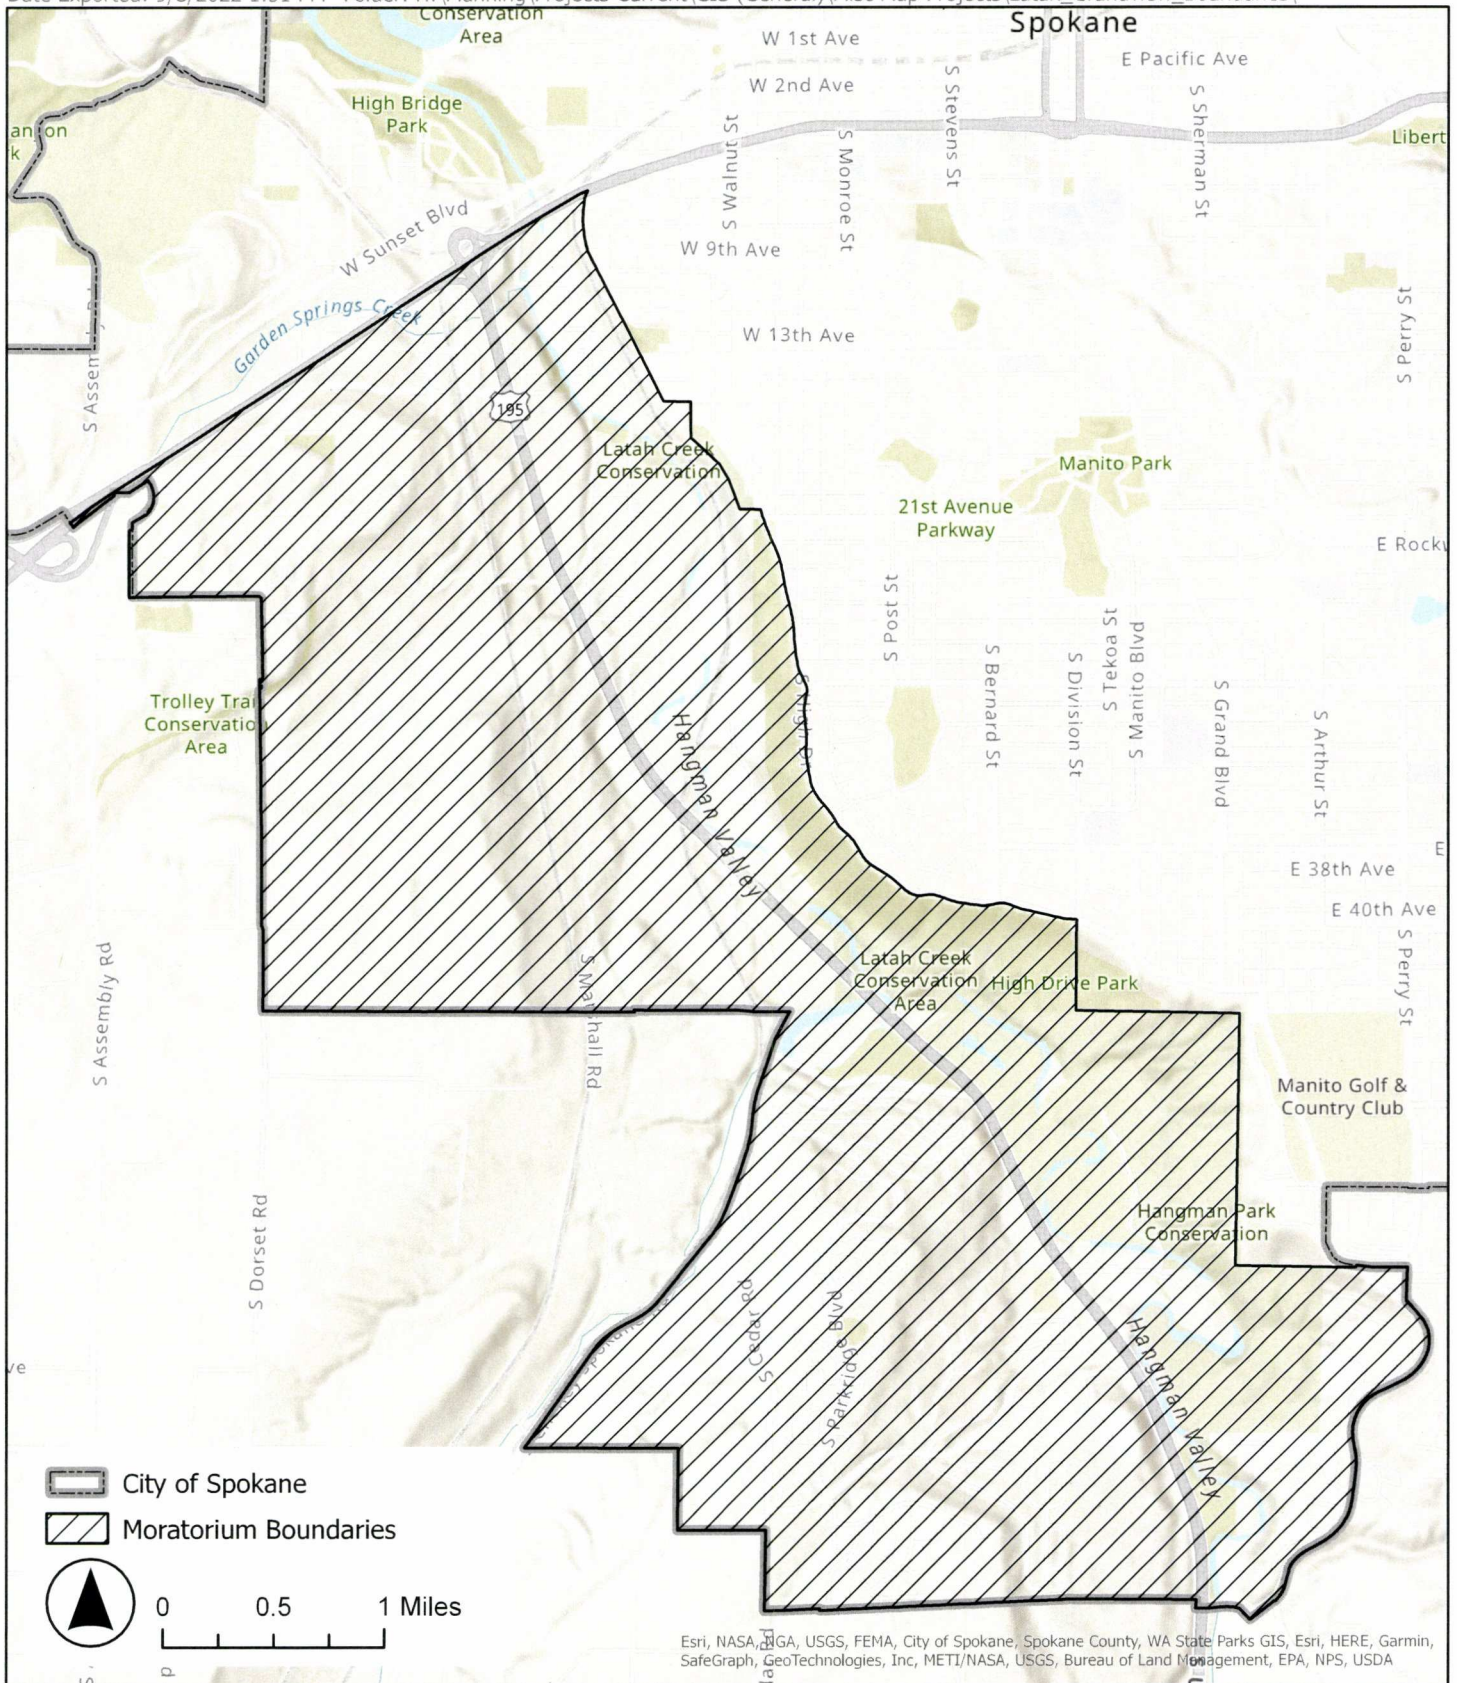 Conservation
Area
Spokane
W 1st Ave
E Pacific Ave
W 2nd Ave
High Bridge
Park
S Stevens St
S Sherman St
S Walnut St
S Monroe St
W Sunset Blvd
W 9th Ave
Garden Springs Creek
W 13th Ave
S Perry St
195
Latah Creek
Conservation
Manito Park
21st Avenue
Parkway
S Post St
S Bernard St
S Division St
S Tekoa St
S Manito Blvd
S Grand Blvd
S Arthur St
Trolley Trai
Conservatio
Area
S High Dr
Hangman Valley
E 38th Ave
E 40th Ave
S Perry St
S Assembly Rd
S Marshall Rd
Latah Creek
Conservation
Area
High Drive Park
Manito Golf &
Country Club
S Dorset Rd
Hangman Park
Conservation
S Cedar Rd
S Parkridge Blvd
Hangman Valley
City of Spokane
Moratorium Boundaries
0 0.5 1 Miles
Esri, NASA, NGA, USGS, FEMA, City of Spokane, Spokane County, WA State Parks GIS, Esri, HERE, Garmin,
SafeGraph, GeoTechnologies, Inc, METI/NASA, USGS, Bureau of Land Management, EPA, NPS, USDA